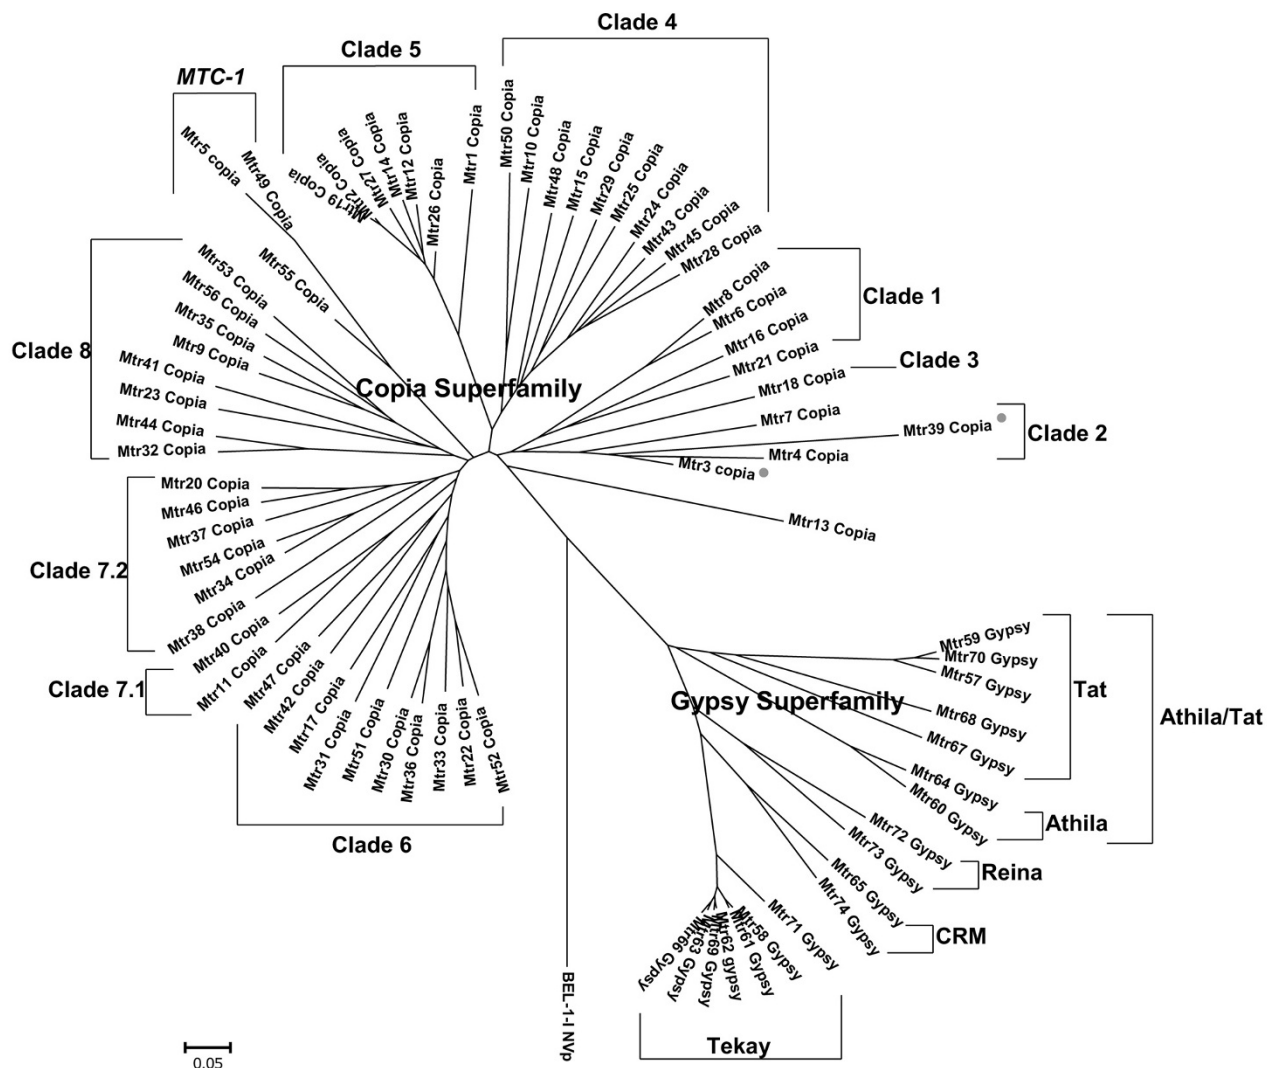 Clade 4
Clade 5
MTC-1
Mtr5 copia
Mtr49 Copia
Mtr19 Copia
Mtr2 Copia
Mtr27 Copia
Mtr14 Copia
Mtr12 Copia
Mtr26 Copia
Mtr1 Copia
Mtr50 Copia
Mtr10 Copia
Mtr48 Copia
Mtr15 Copia
Mtr29 Copia
Mtr25 Copia
Mtr24 Copia
Mtr43 Copia
Mtr45 Copia
Mtr28 Copia
Mtr8 Copia
Mtr6 Copia
Mtr16 Copia
Clade 1
Mtr21 Copia
Mtr18 Copia
Clade 3
Mtr7 Copia
Mtr39 Copia
Mtr4 Copia
Mtr3 copia
Clade 2
Mtr13 Copia
Copia Superfamily
Mtr55 Copia
Mtr53 Copia
Mtr56 Copia
Mtr35 Copia
Mtr9 Copia
Mtr41 Copia
Mtr23 Copia
Mtr44 Copia
Mtr32 Copia
Clade 8
Mtr20 Copia
Mtr46 Copia
Mtr37 Copia
Mtr54 Copia
Mtr34 Copia
Mtr38 Copia
Clade 7.2
Mtr40 Copia
Mtr11 Copia
Clade 7.1
Mtr47 Copia
Mtr42 Copia
Mtr17 Copia
Mtr31 Copia
Mtr51 Copia
Mtr30 Copia
Mtr36 Copia
Mtr33 Copia
Mtr22 Copia
Mtr52 Copia
Clade 6
Gypsy Superfamily
Mtr59 Gypsy
Mtr70 Gypsy
Mtr57 Gypsy
Mtr68 Gypsy
Mtr67 Gypsy
Mtr64 Gypsy
Mtr60 Gypsy
Tat
Athila/Tat
Athila
Mtr72 Gypsy
Mtr73 Gypsy
Reina
Mtr65 Gypsy
Mtr74 Gypsy
CRM
Mtr71 Gypsy
Mtr58 Gypsy
Mtr61 Gypsy
Mtr62 gypsy
Mtr69 Gypsy
Mtr63 Gypsy
Mtr66 Gypsy
Tekay
BEL-1-I NVp
0.05